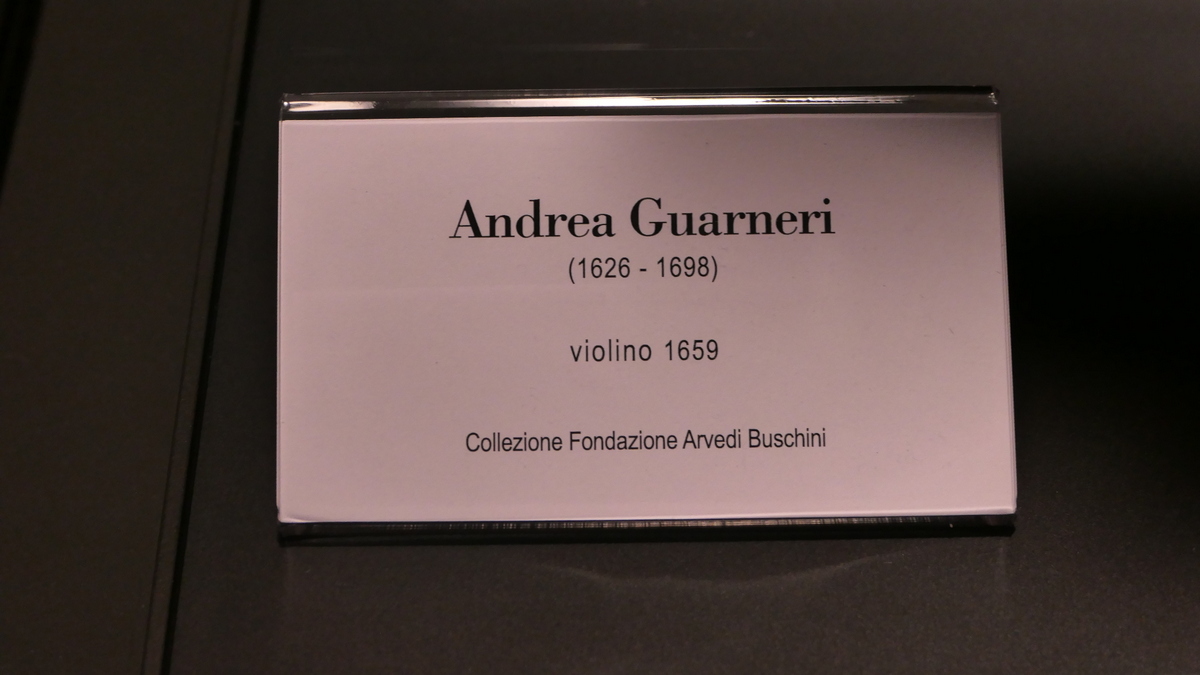 Andrea Guarneri
(1626 - 1698)
violino 1659
Collezione Fondazione Arvedi Buschini